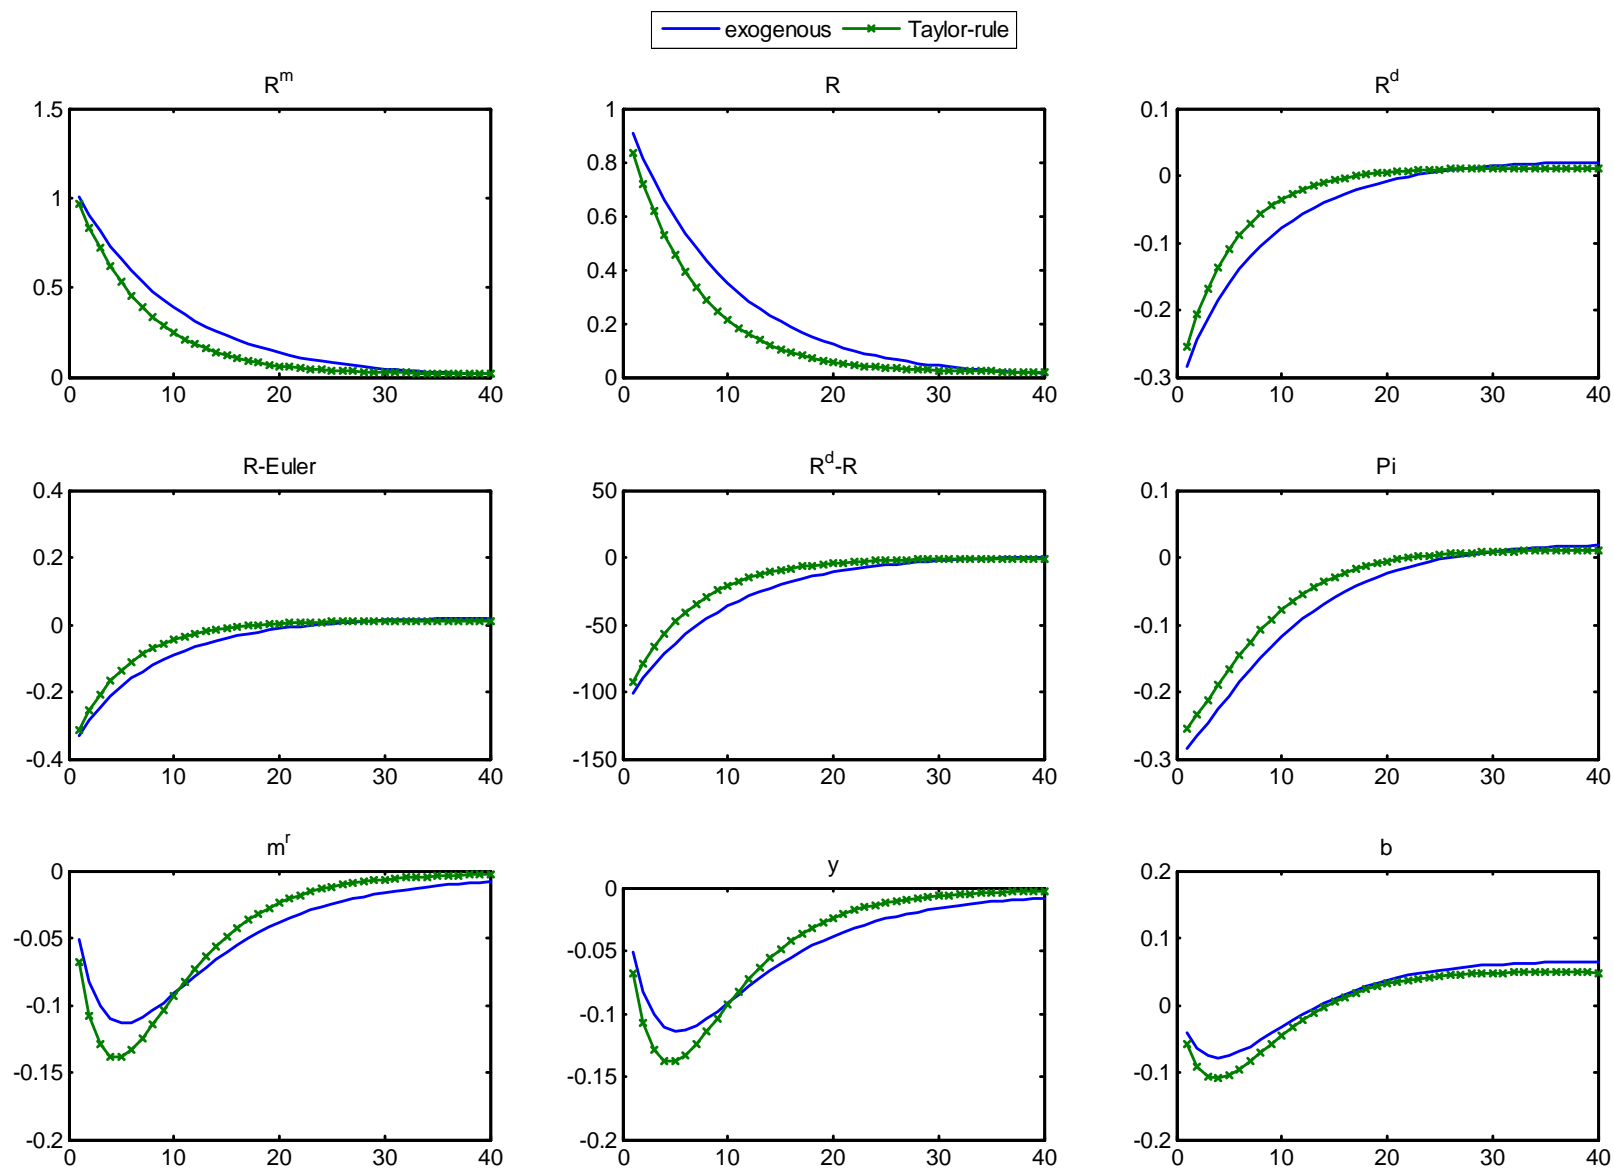 exogenous Taylor-rule
R^m R R^d
1.5 1 0.5 0
0 10 20 30 40
1 0.8 0.6 0.4 0.2 0
0 10 20 30 40
0.1 0 -0.1 -0.2 -0.3
0 10 20 30 40
R-Euler R^d-R Pi
0.4 0.2 0 -0.2 -0.4
0 10 20 30 40
50 0 -50 -100 -150
0 10 20 30 40
0.1 0 -0.1 -0.2 -0.3
0 10 20 30 40
m^r y b
0 -0.05 -0.1 -0.15 -0.2
0 10 20 30 40
0 -0.05 -0.1 -0.15 -0.2
0 10 20 30 40
0.2 0.1 0 -0.1 -0.2
0 10 20 30 40